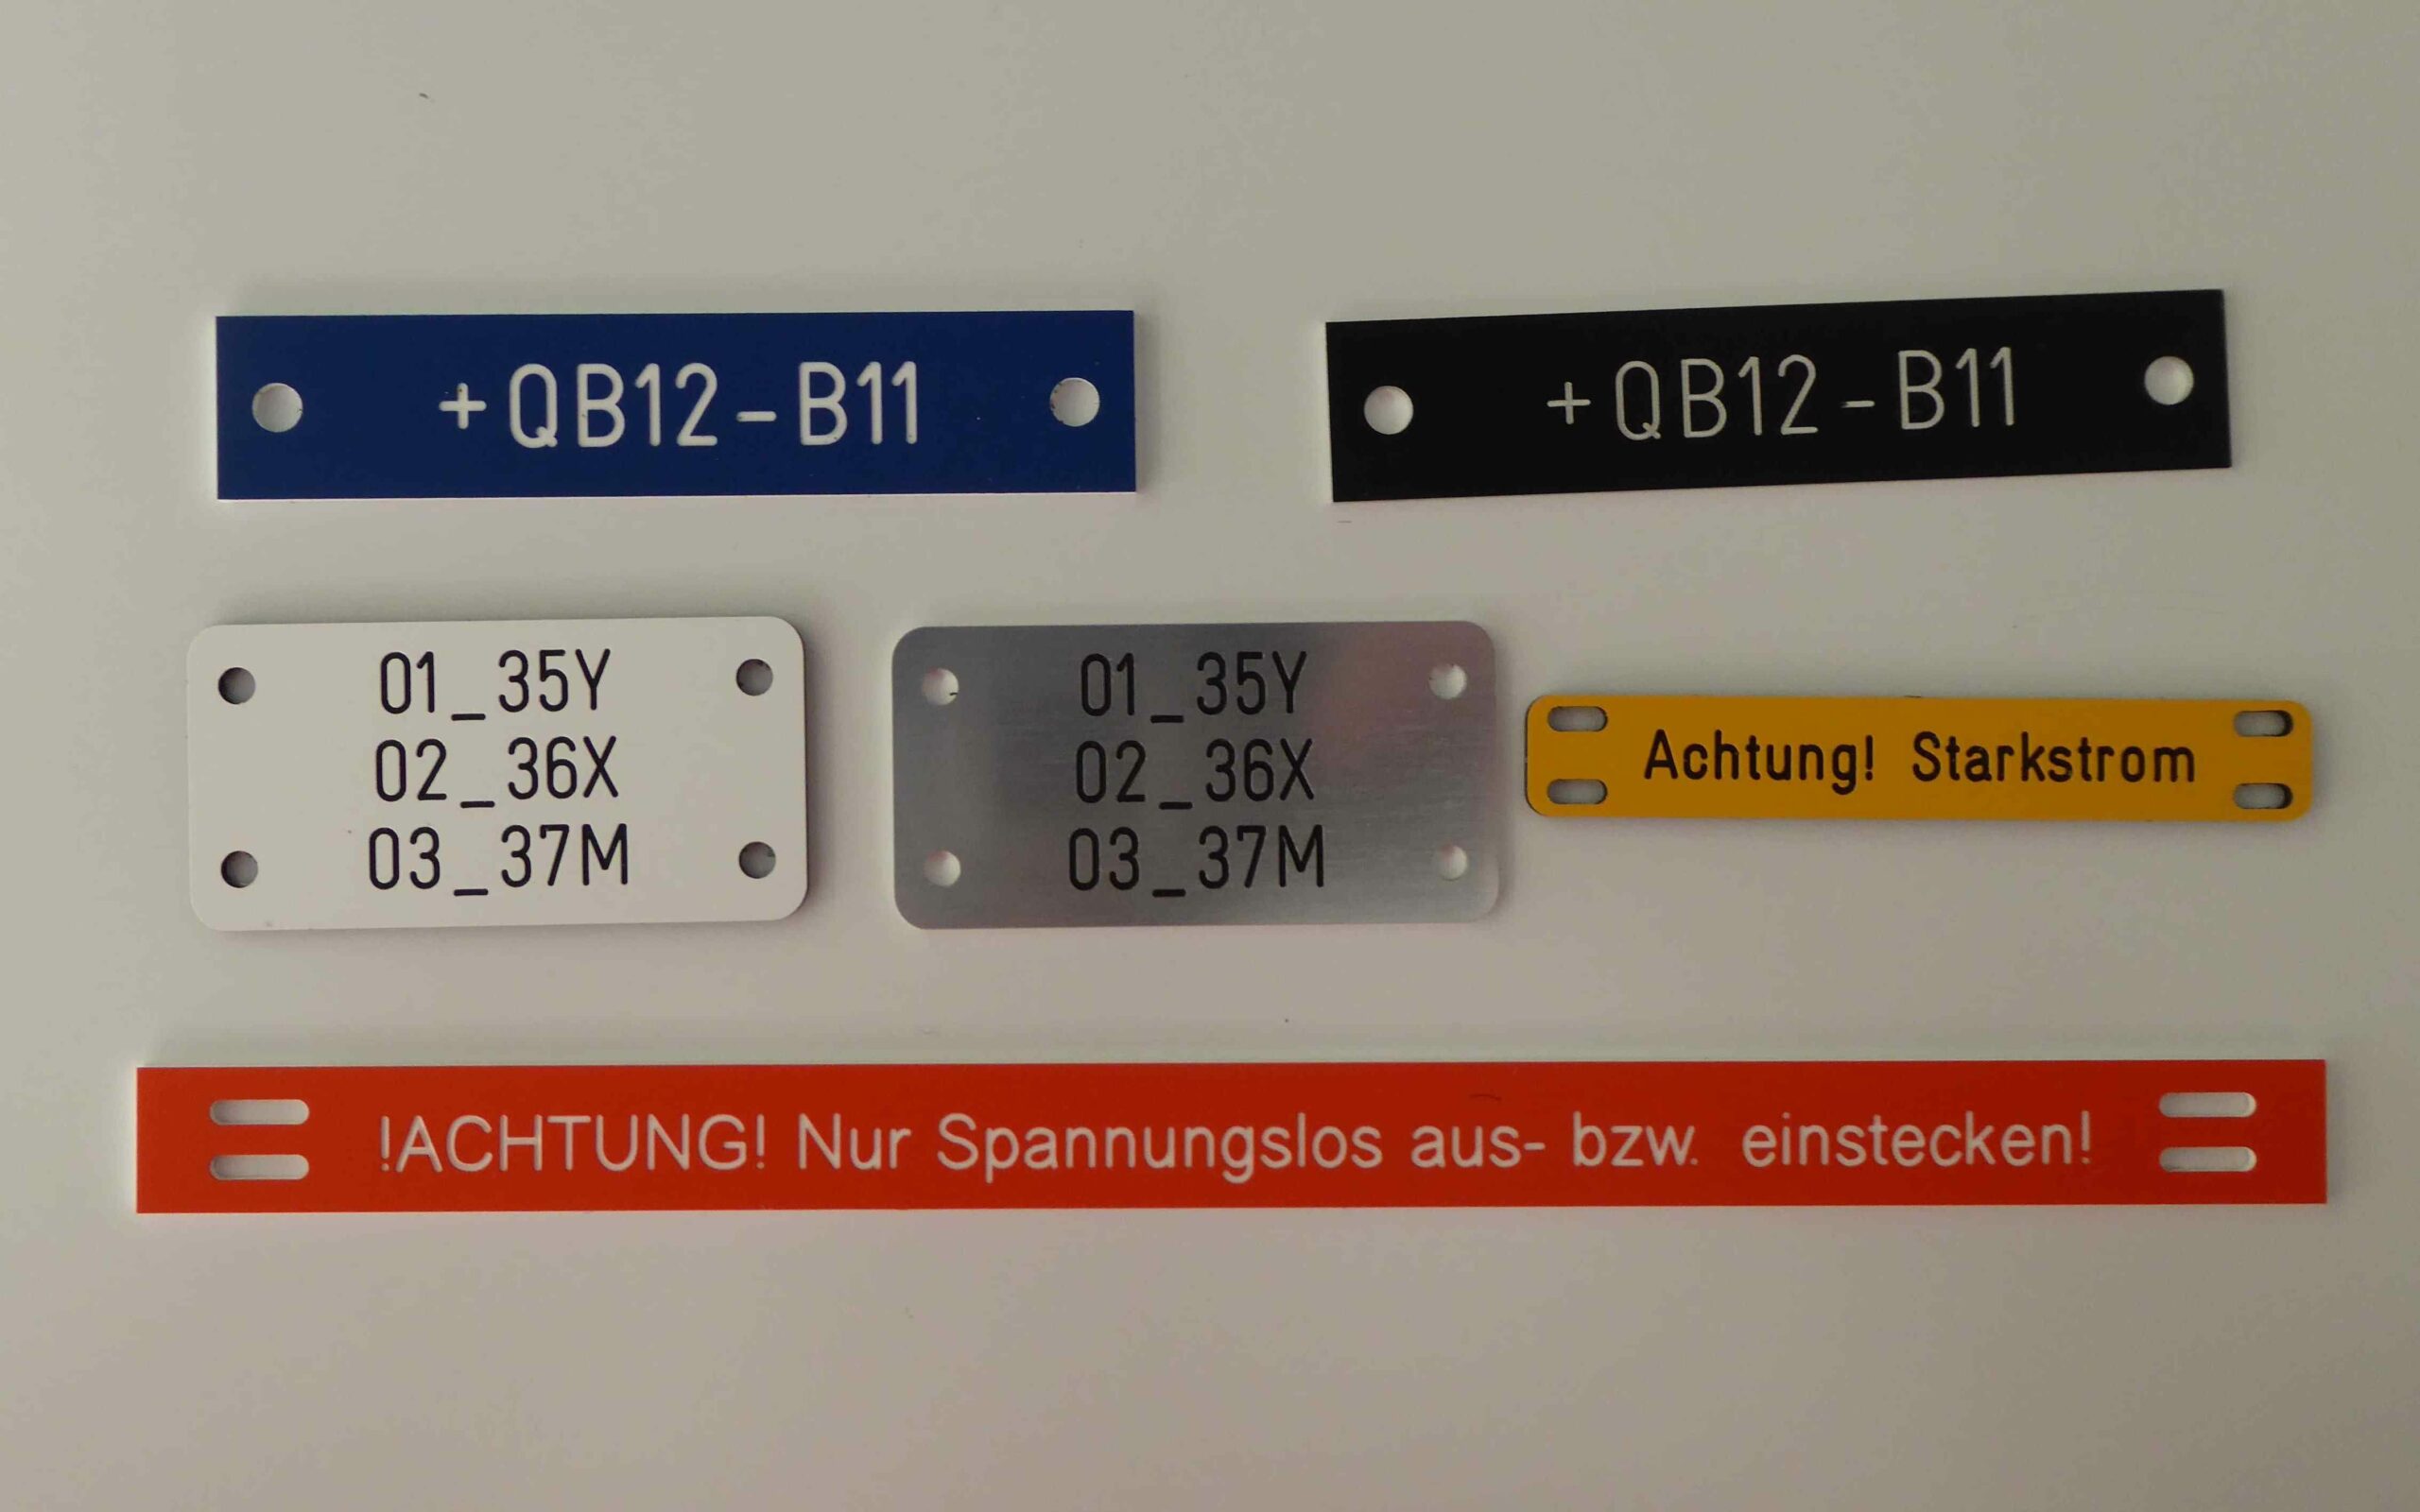 +QB12-B11
+QB12-B11
01_35Y
02_36X
03_37M
01_35Y
02_36X
03_37M
Achtung! Starkstrom
!ACHTUNG! Nur Spannungslos aus- bzw. einstecken!